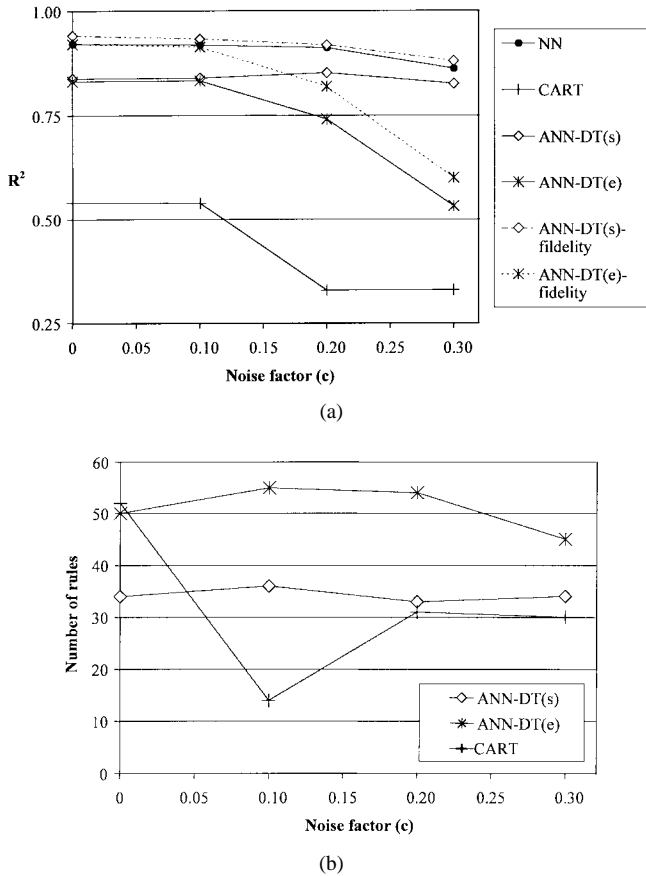 1.00
0.75
R²
0.50
0.25
0 0.05 0.10 0.15 0.20 0.25 0.30
Noise factor (c)
NN
CART
ANN-DT(s)
ANN-DT(e)
ANN-DT(s)-
fildelity
ANN-DT(e)-
fidelity
(a)
60
50
40
30
20
10
0
Number of rules
ANN-DT(s)
ANN-DT(e)
CART
0 0.05 0.10 0.15 0.20 0.25 0.30
Noise factor (c)
(b)